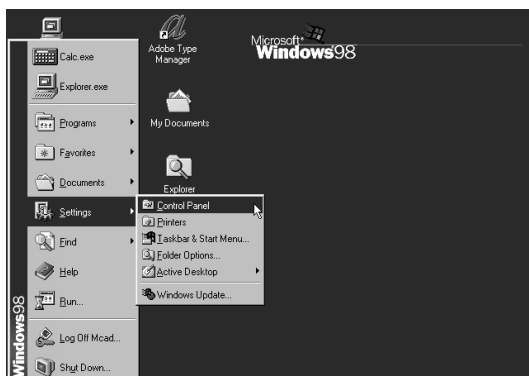 Calc.exe
Explorer.exe
Programs
Favorites
Documents
Settings
Find
Help
Run...
Log Off Mcad...
Shut Down...
Windows98
Adobe Type
Manager
My Documents
Explorer
Control Panel
Printers
Taskbar & Start Menu...
Folder Options...
Active Desktop
Windows Update...
Microsoft
Windows98